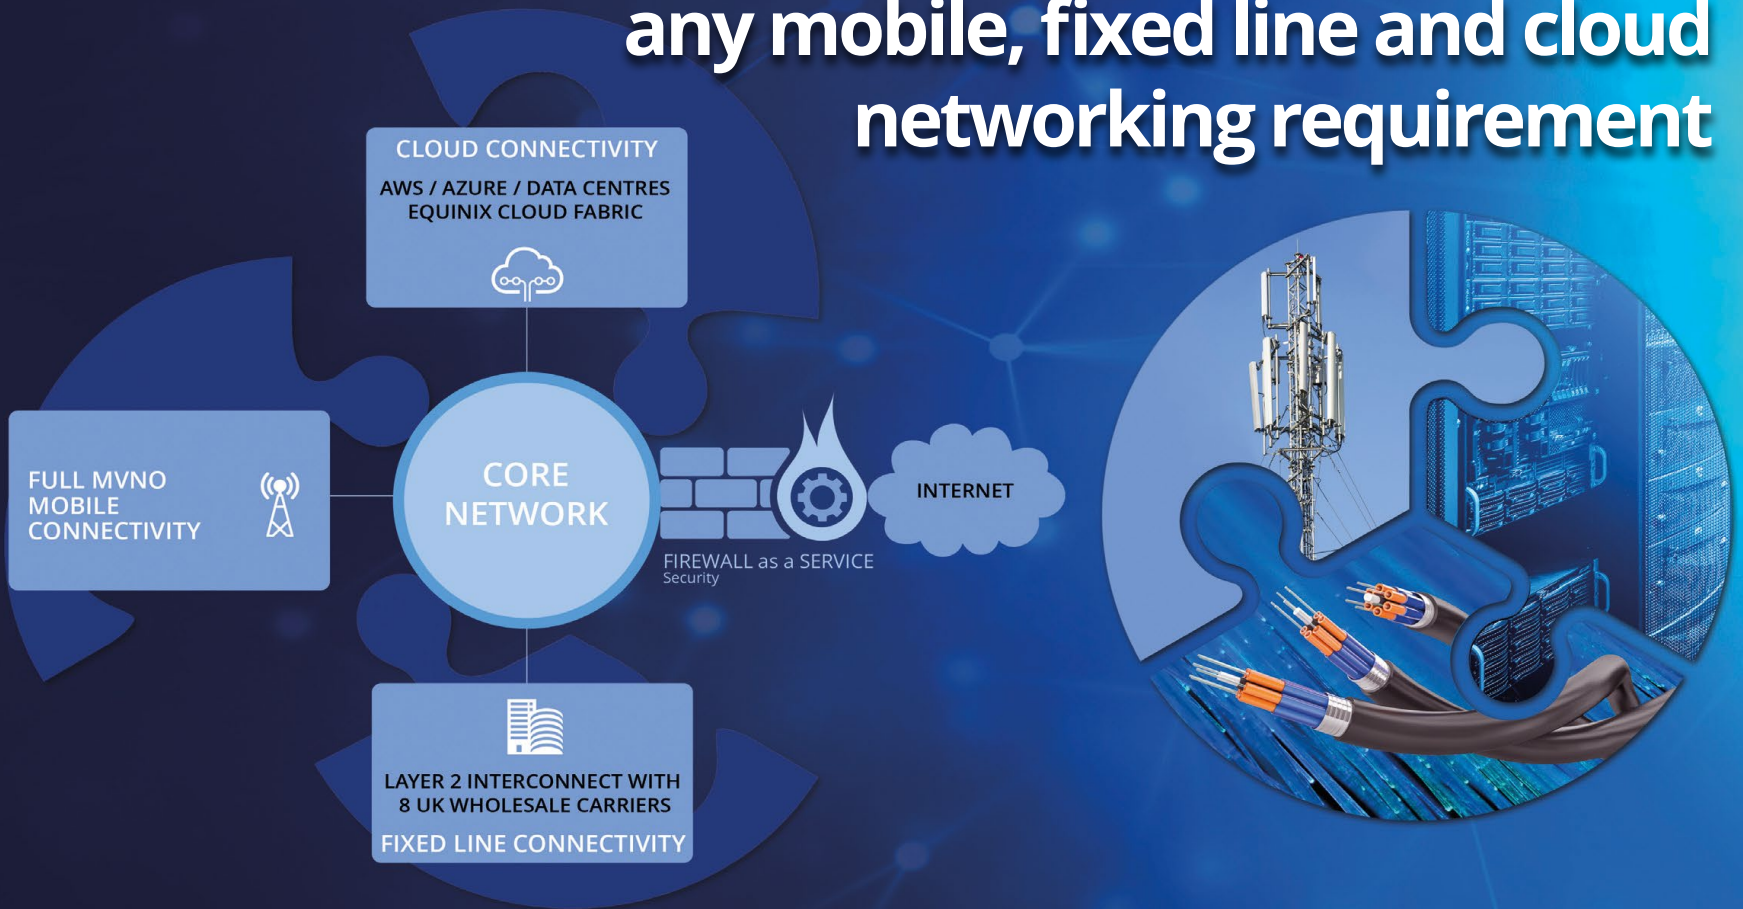 any mobile, fixed line and cloud
networking requirement
CLOUD CONNECTIVITY
AWS / AZURE / DATA CENTRES
EQUINIX CLOUD FABRIC
FULL MVNO
MOBILE
CONNECTIVITY
CORE
NETWORK
FIREWALL as a SERVICE
Security
INTERNET
LAYER 2 INTERCONNECT WITH
8 UK WHOLESALE CARRIERS
FIXED LINE CONNECTIVITY